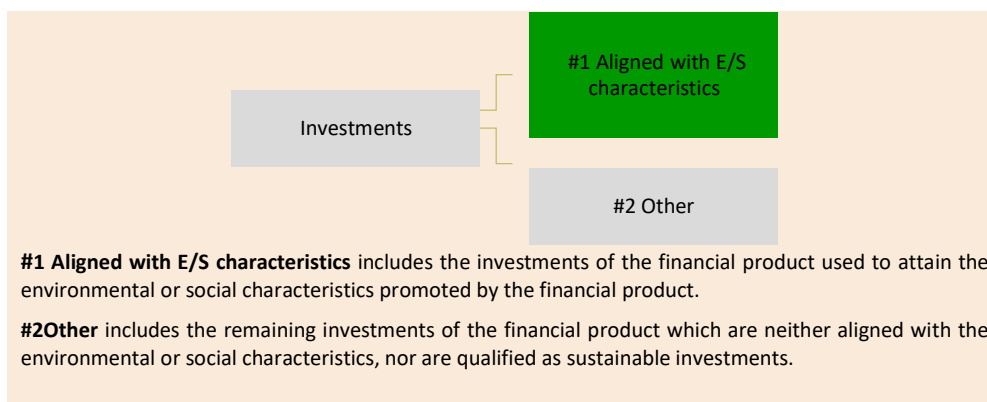 #1 Aligned with E/S
characteristics
Investments
#2 Other
#1 Aligned with E/S characteristics includes the investments of the financial product used to attain the
environmental or social characteristics promoted by the financial product.
#2Other includes the remaining investments of the financial product which are neither aligned with the
environmental or social characteristics, nor are qualified as sustainable investments.